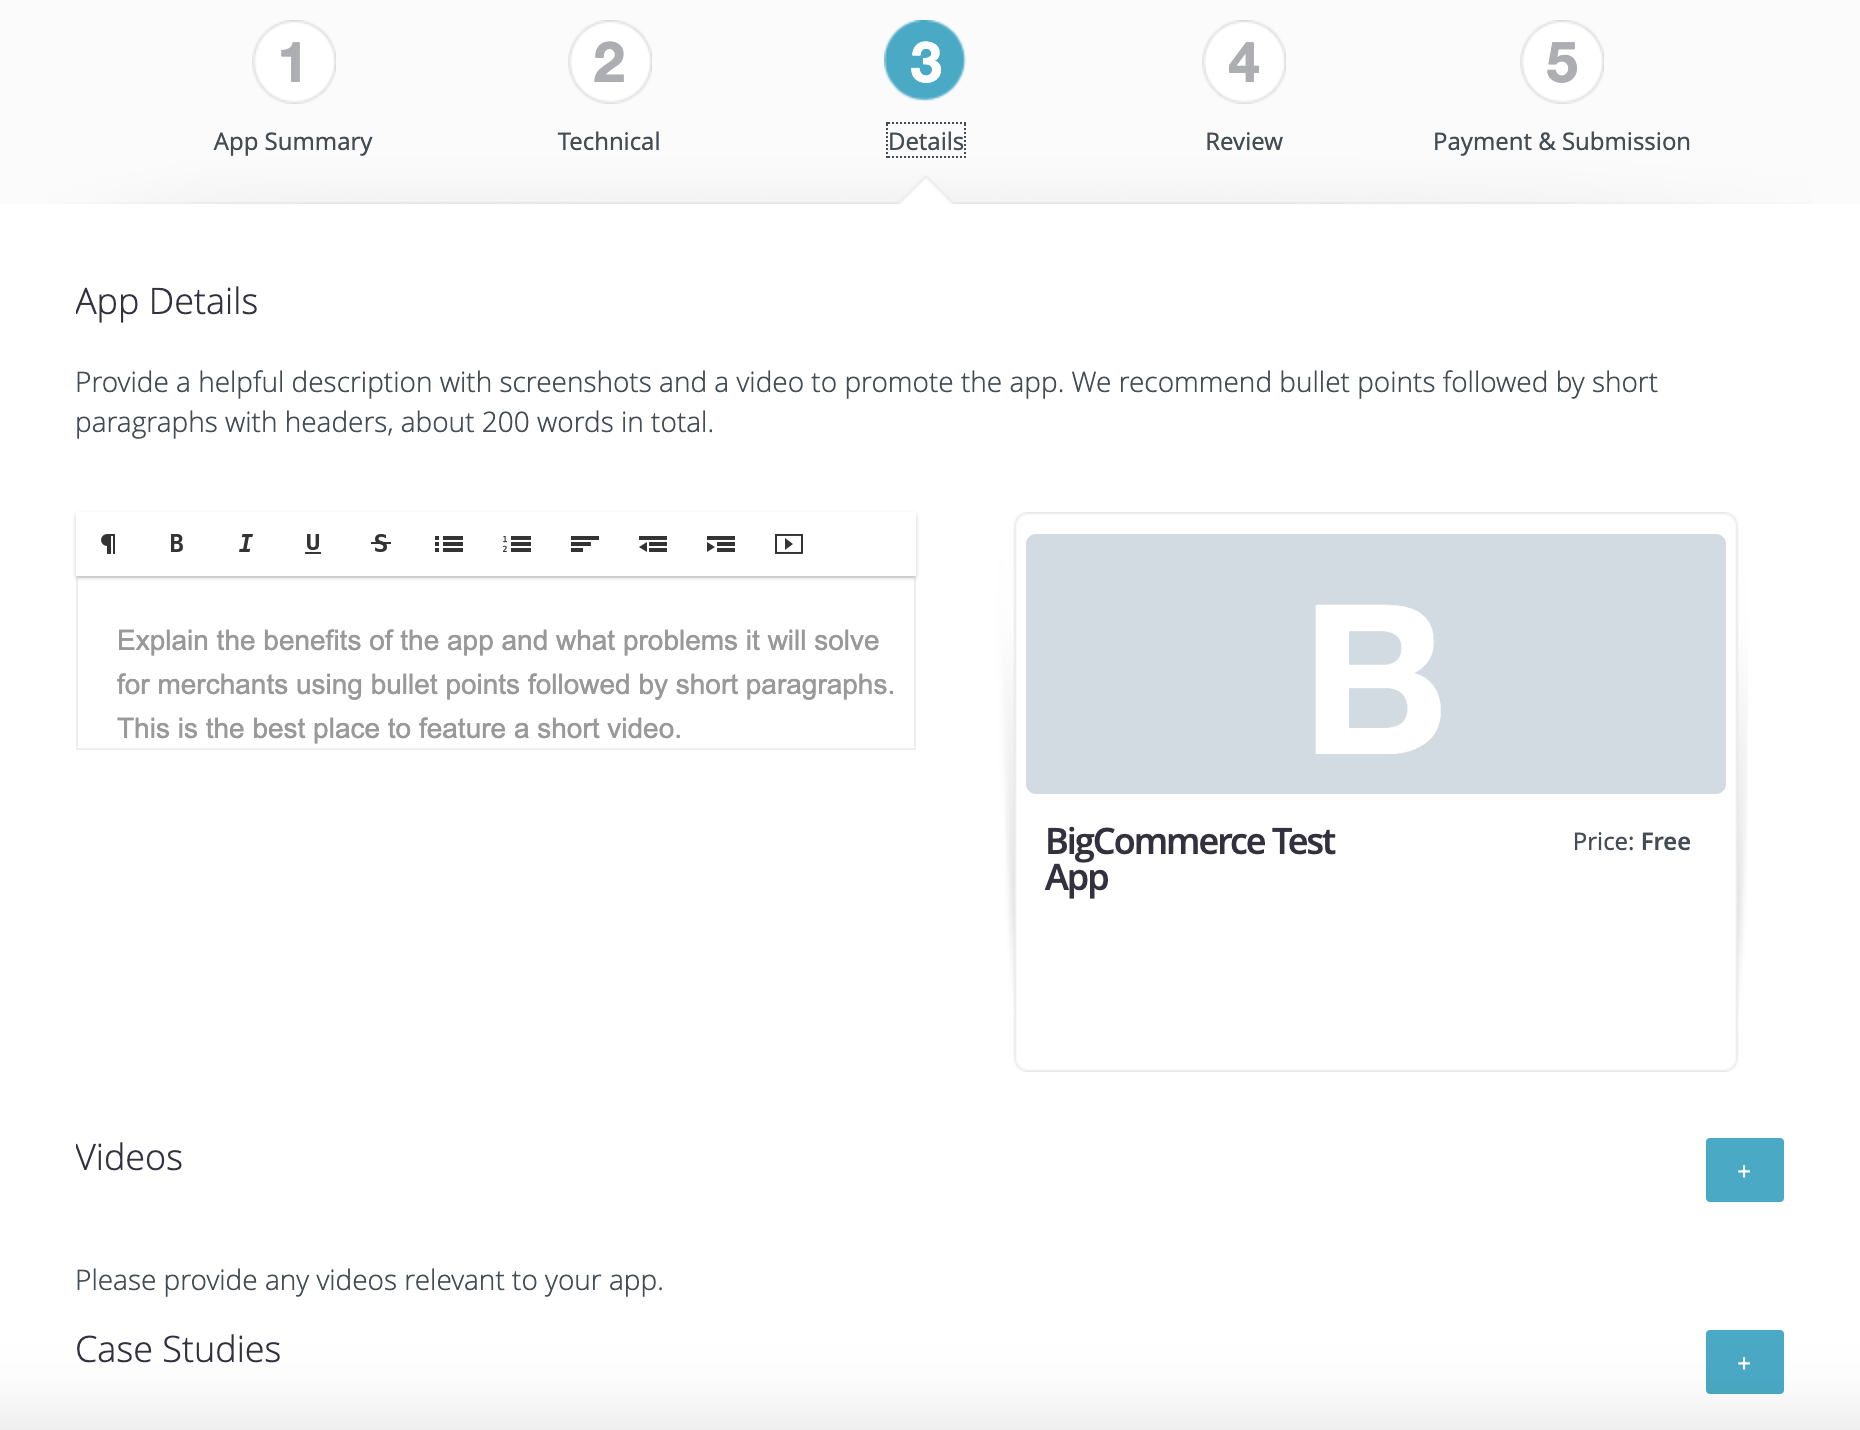 1
2
3
4
5
App Summary
Technical
Details
Review
Payment & Submission
App Details
Provide a helpful description with screenshots and a video to promote the app. We recommend bullet points followed by short
paragraphs with headers, about 200 words in total.
¶ B I U S
Explain the benefits of the app and what problems it will solve
for merchants using bullet points followed by short paragraphs.
This is the best place to feature a short video.
B
BigCommerce Test
App
Price: Free
Videos
+
Please provide any videos relevant to your app.
Case Studies
+